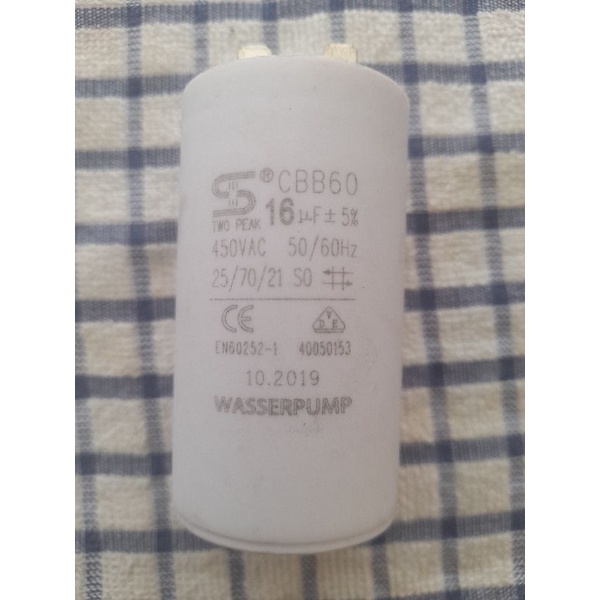 ® CBB60
TWO PEAK 16 µF ± 5%
450VAC 50/60Hz
25/70/21 S0
CE VDE
EN60252-1 40050153
10.2019
WASSERPUMP